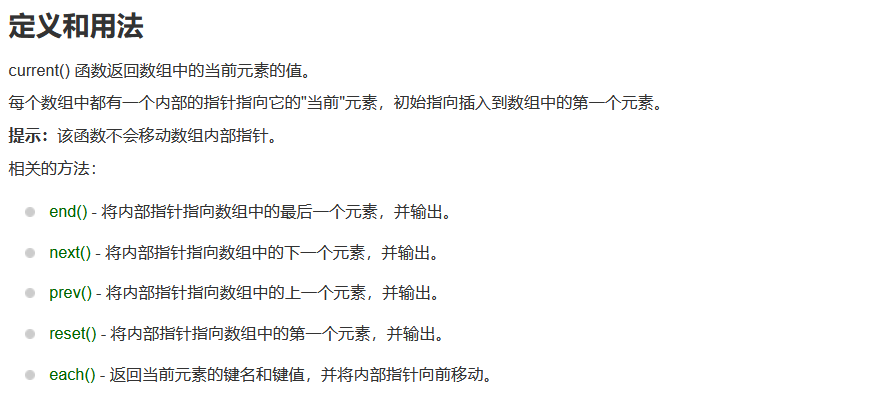 定义和用法
current() 函数返回数组中的当前元素的值。
每个数组中都有一个内部的指针指向它的"当前"元素，初始指向插入到数组中的第一个元素。
提示：该函数不会移动数组内部指针。
相关的方法：
end() - 将内部指针指向数组中的最后一个元素，并输出。
next() - 将内部指针指向数组中的下一个元素，并输出。
prev() - 将内部指针指向数组中的上一个元素，并输出。
reset() - 将内部指针指向数组中的第一个元素，并输出。
each() - 返回当前元素的键名和键值，并将内部指针向前移动。